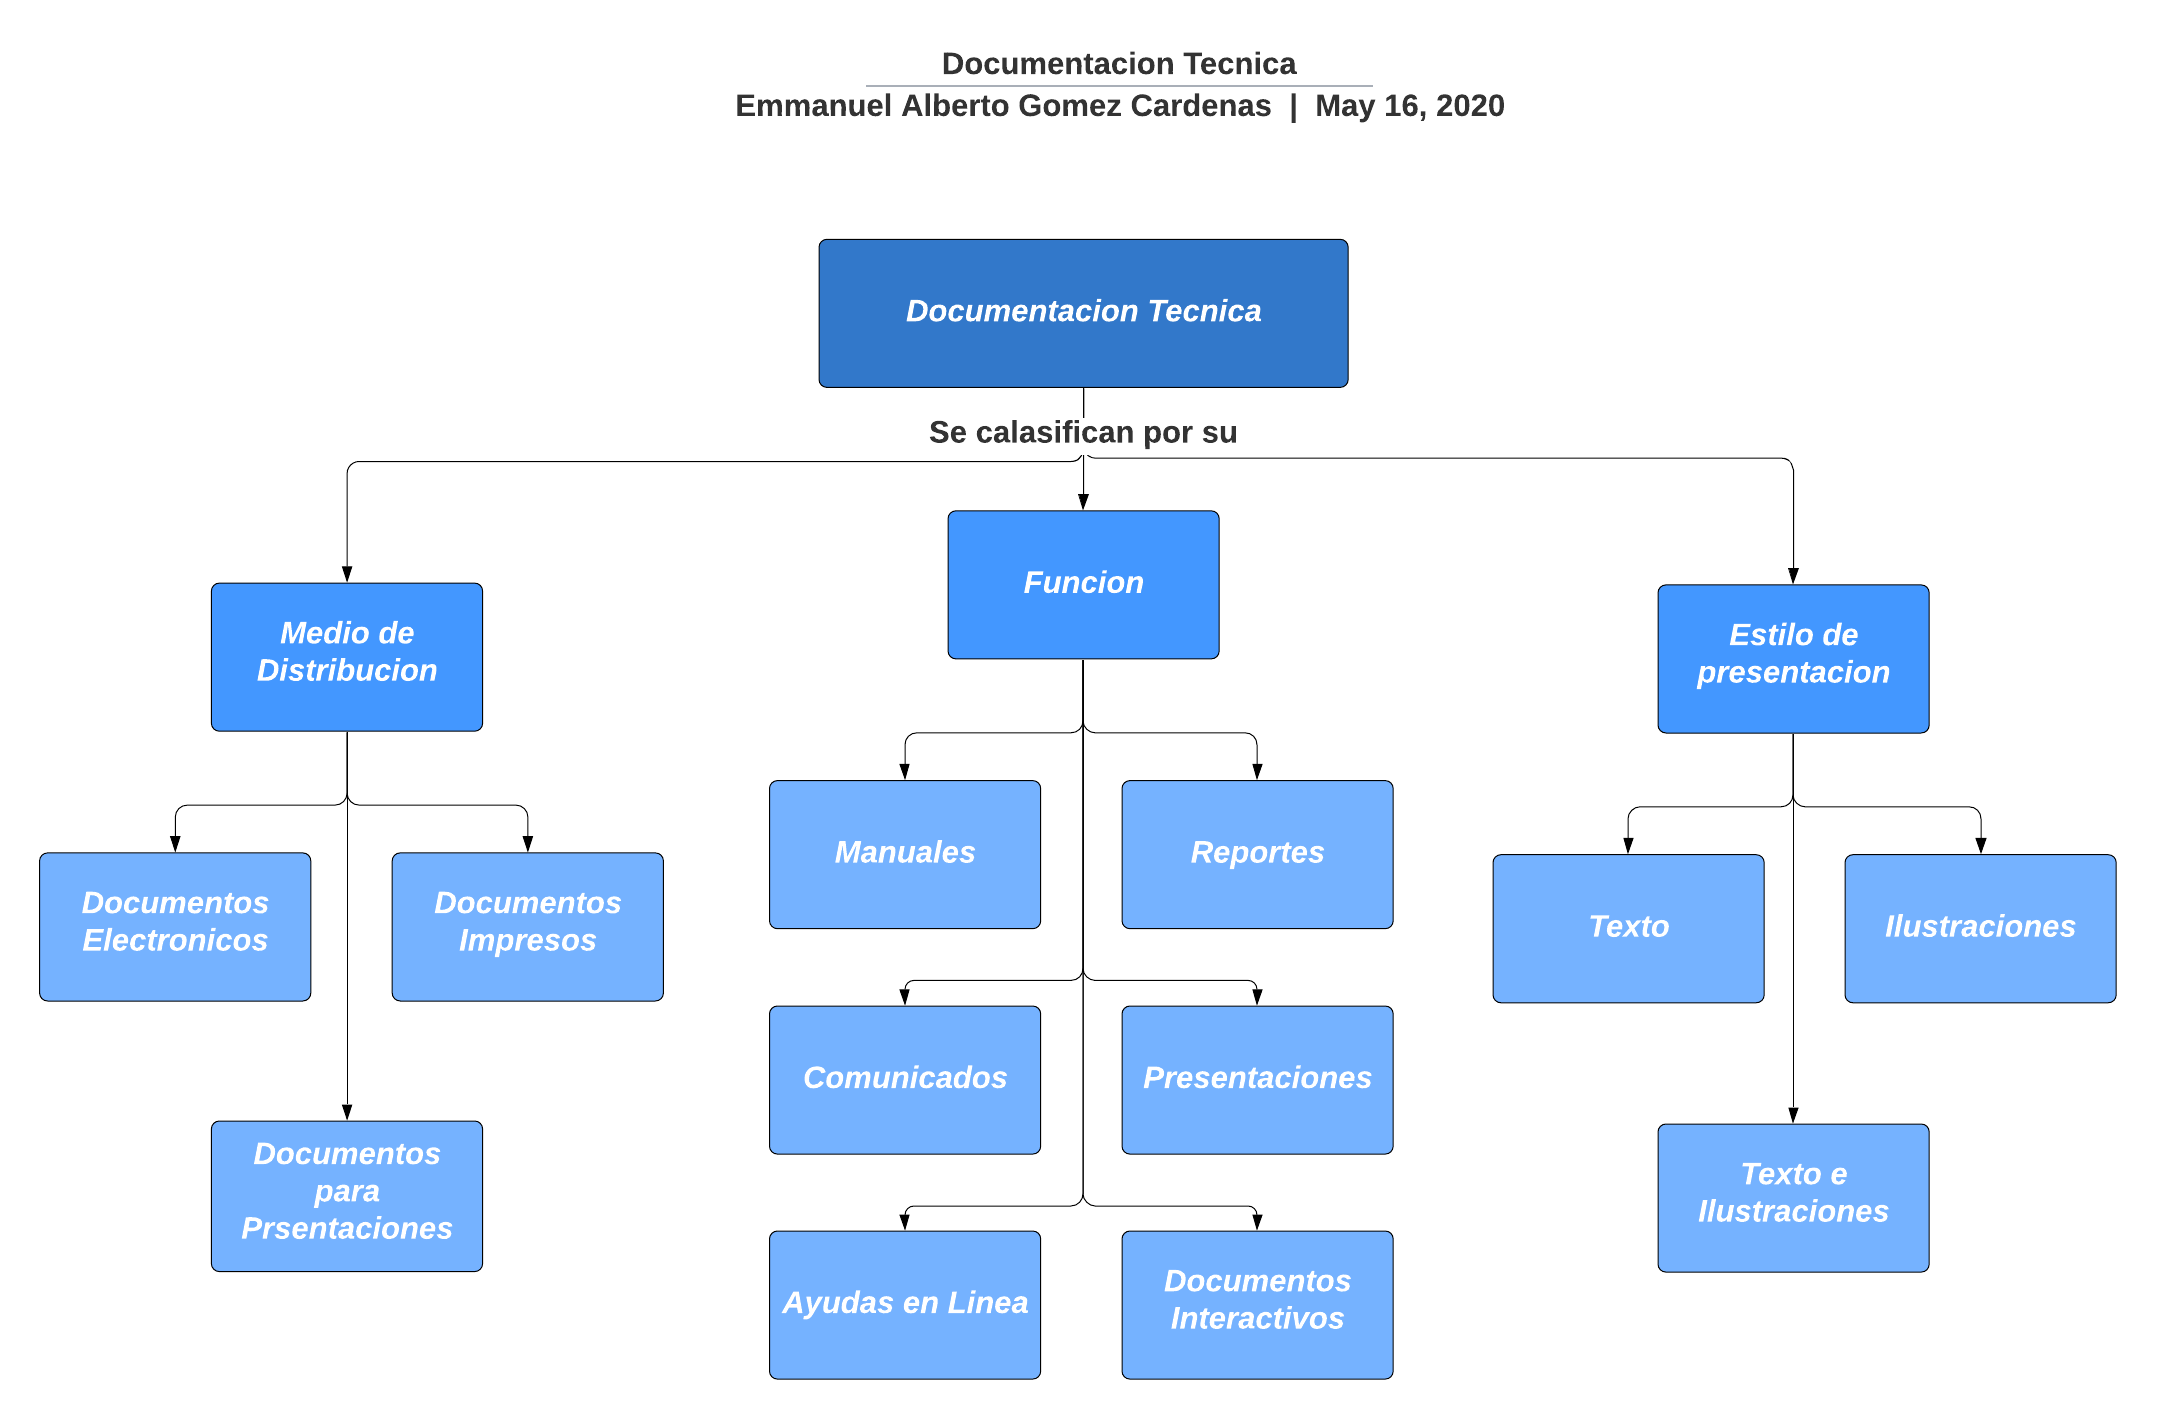 Documentacion Tecnica
Emmanuel Alberto Gomez Cardenas | May 16, 2020
Documentacion Tecnica
Se calasifican por su
Medio de
Distribucion
Documentos
Electronicos
Documentos
Impresos
Documentos
para
Prsentaciones
Funcion
Manuales
Reportes
Comunicados
Presentaciones
Ayudas en Linea
Documentos
Interactivos
Estilo de
presentacion
Texto
Ilustraciones
Texto e
Ilustraciones